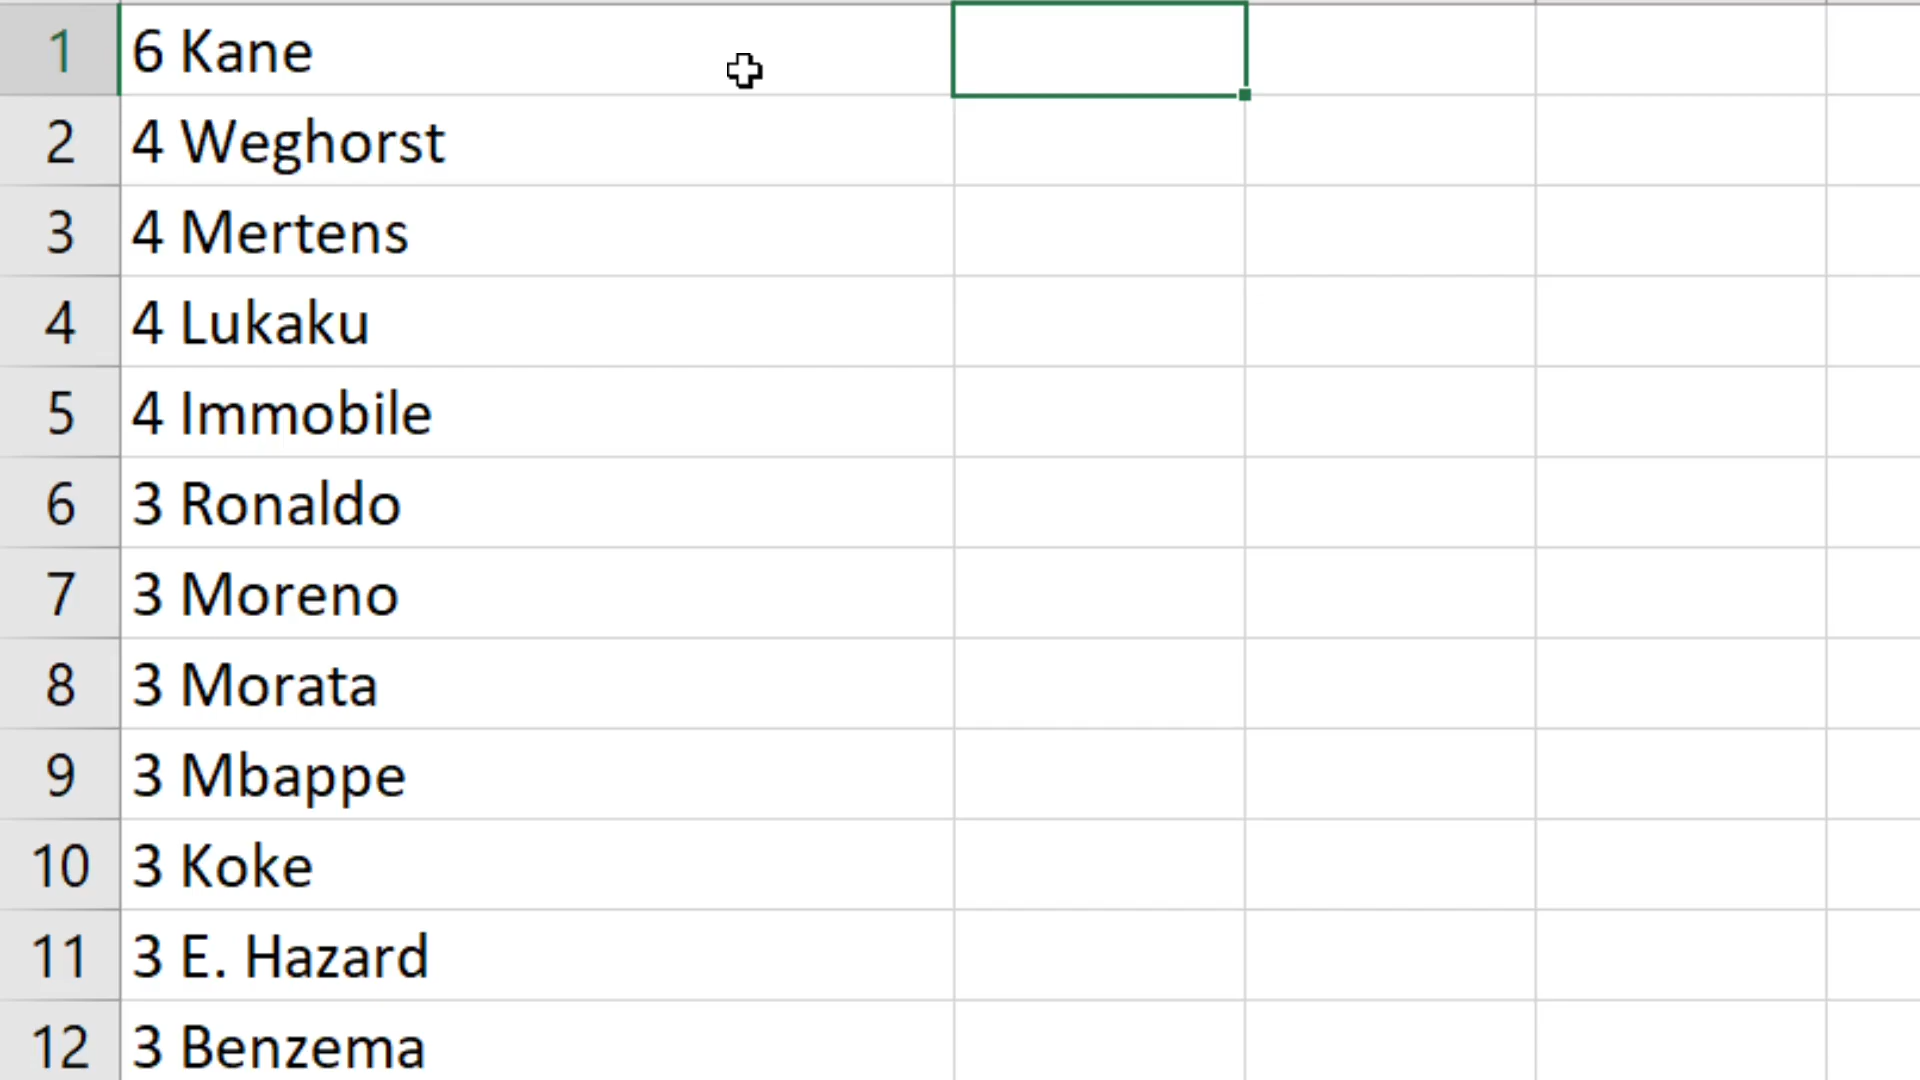 1 6 Kane
2 4 Weghorst
3 4 Mertens
4 4 Lukaku
5 4 Immobile
6 3 Ronaldo
7 3 Moreno
8 3 Morata
9 3 Mbappe
10 3 Koke
11 3 E. Hazard
12 3 Benzema